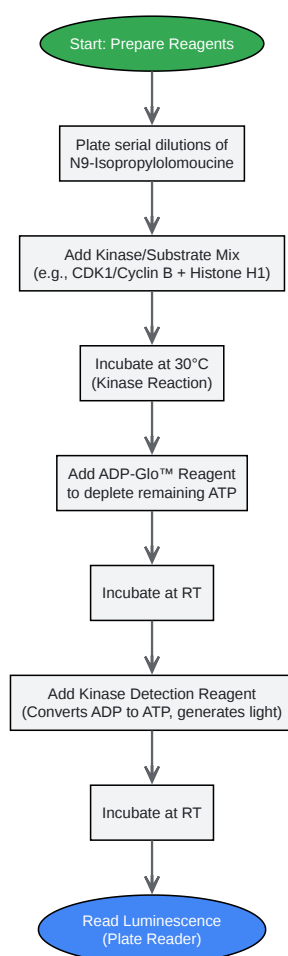 Start: Prepare Reagents
Plate serial dilutions of
N9-Isopropylolomoucine
Add Kinase/Substrate Mix
(e.g., CDK1/Cyclin B + Histone H1)
Incubate at 30°C
(Kinase Reaction)
Add ADP-Glo™ Reagent
to deplete remaining ATP
Incubate at RT
Add Kinase Detection Reagent
(Converts ADP to ATP, generates light)
Incubate at RT
Read Luminescence
(Plate Reader)